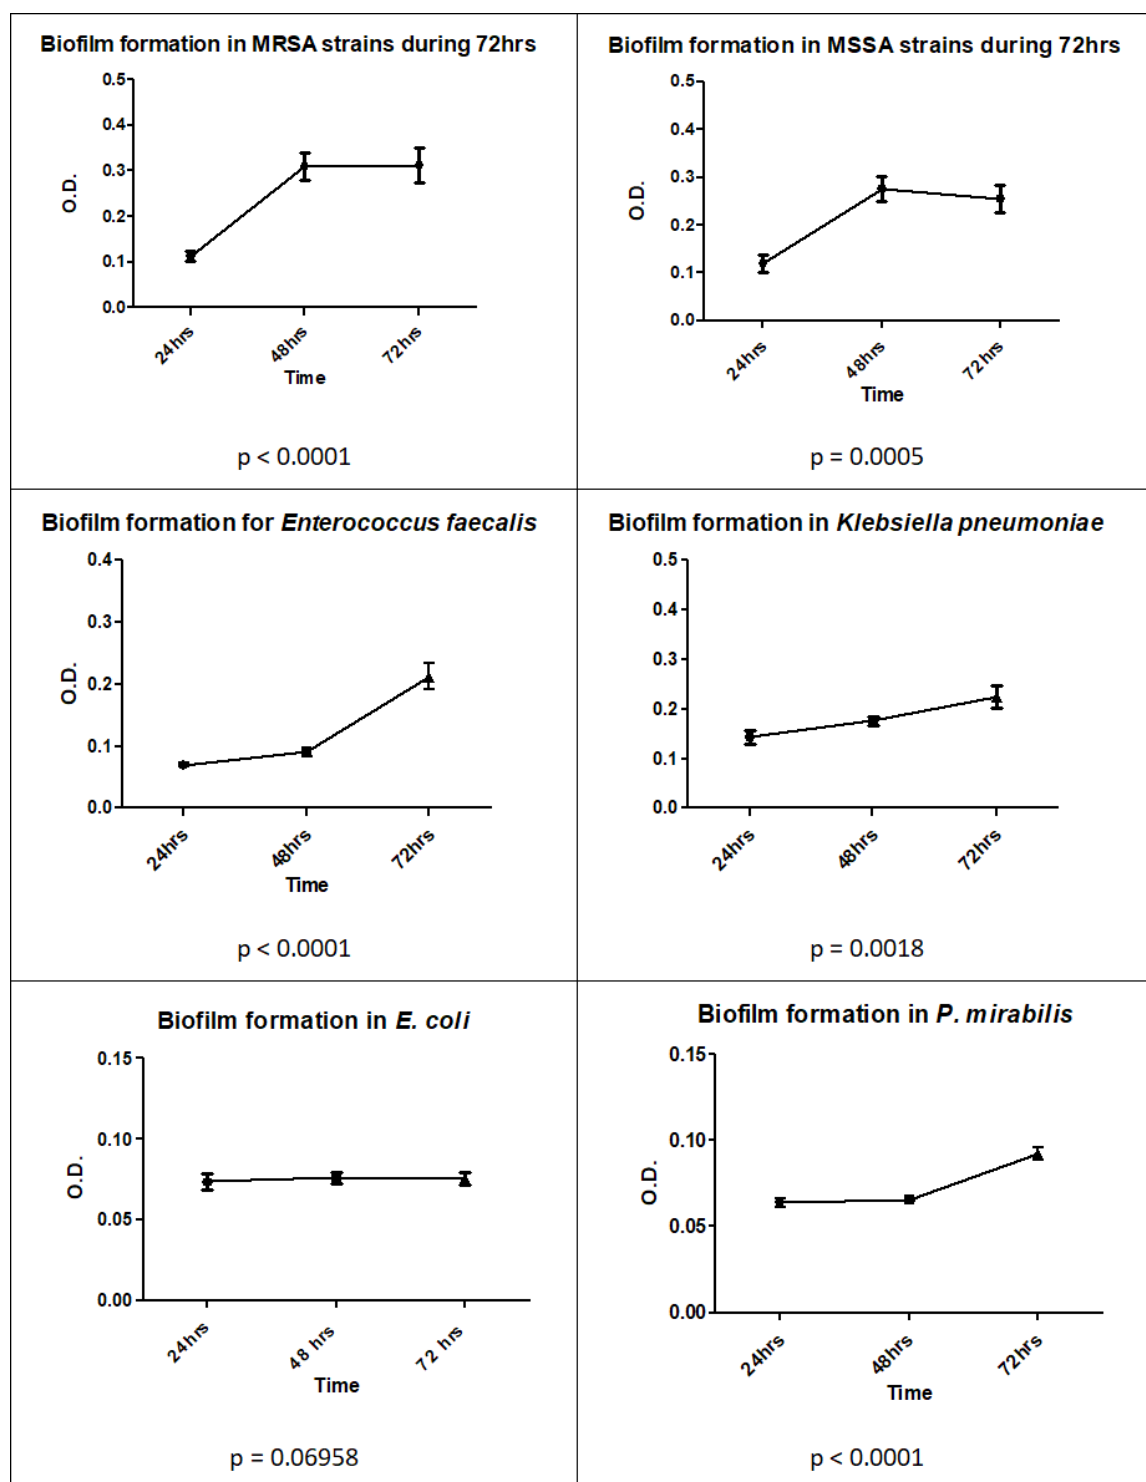 Biofilm formation in MRSA strains during 72hrs
0.5
0.4
0.3
0.2
0.1
0.0
O.D.
24hrs
48hrs
72hrs
Time
p < 0.0001
Biofilm formation in MSSA strains during 72hrs
0.5
0.4
0.3
0.2
0.1
0.0
O.D.
24hrs
48hrs
72hrs
Time
p = 0.0005
Biofilm formation for Enterococcus faecalis
0.4
0.3
0.2
0.1
0.0
O.D.
24hrs
48hrs
72hrs
Time
p < 0.0001
Biofilm formation in Klebsiella pneumoniae
0.5
0.4
0.3
0.2
0.1
0.0
24hrs
48hrs
72hrs
p = 0.0018
Biofilm formation in E. coli
0.15
0.10
0.05
0.00
O.D.
24hrs
48 hrs
72 hrs
Time
p = 0.06958
Biofilm formation in P. mirabilis
0.15
0.10
0.05
0.00
O.D.
24hrs
48hrs
72hrs
Time
p < 0.0001